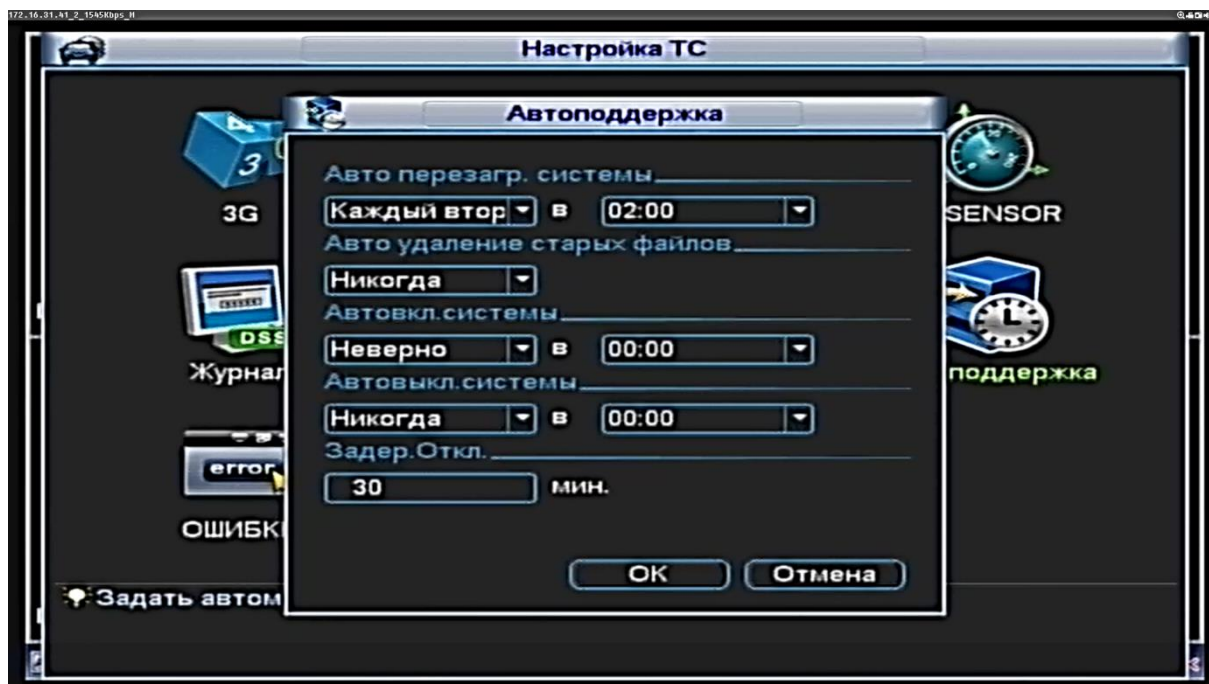 172.16.31.41_2_1545Kbps_M
Настройка ТС
Автоподдержка
Авто перезагр. системы
Каждый втор в 02:00
3G
SENSOR
Авто удаление старых файлов
Никогда
Автовкл.системы
DSS
Неверно в 00:00
Журнал
поддержка
Автовыкл.системы
Никогда в 00:00
Задер.Откл.
error
30 мин.
ОШИБК
OK Отмена
Задать автом